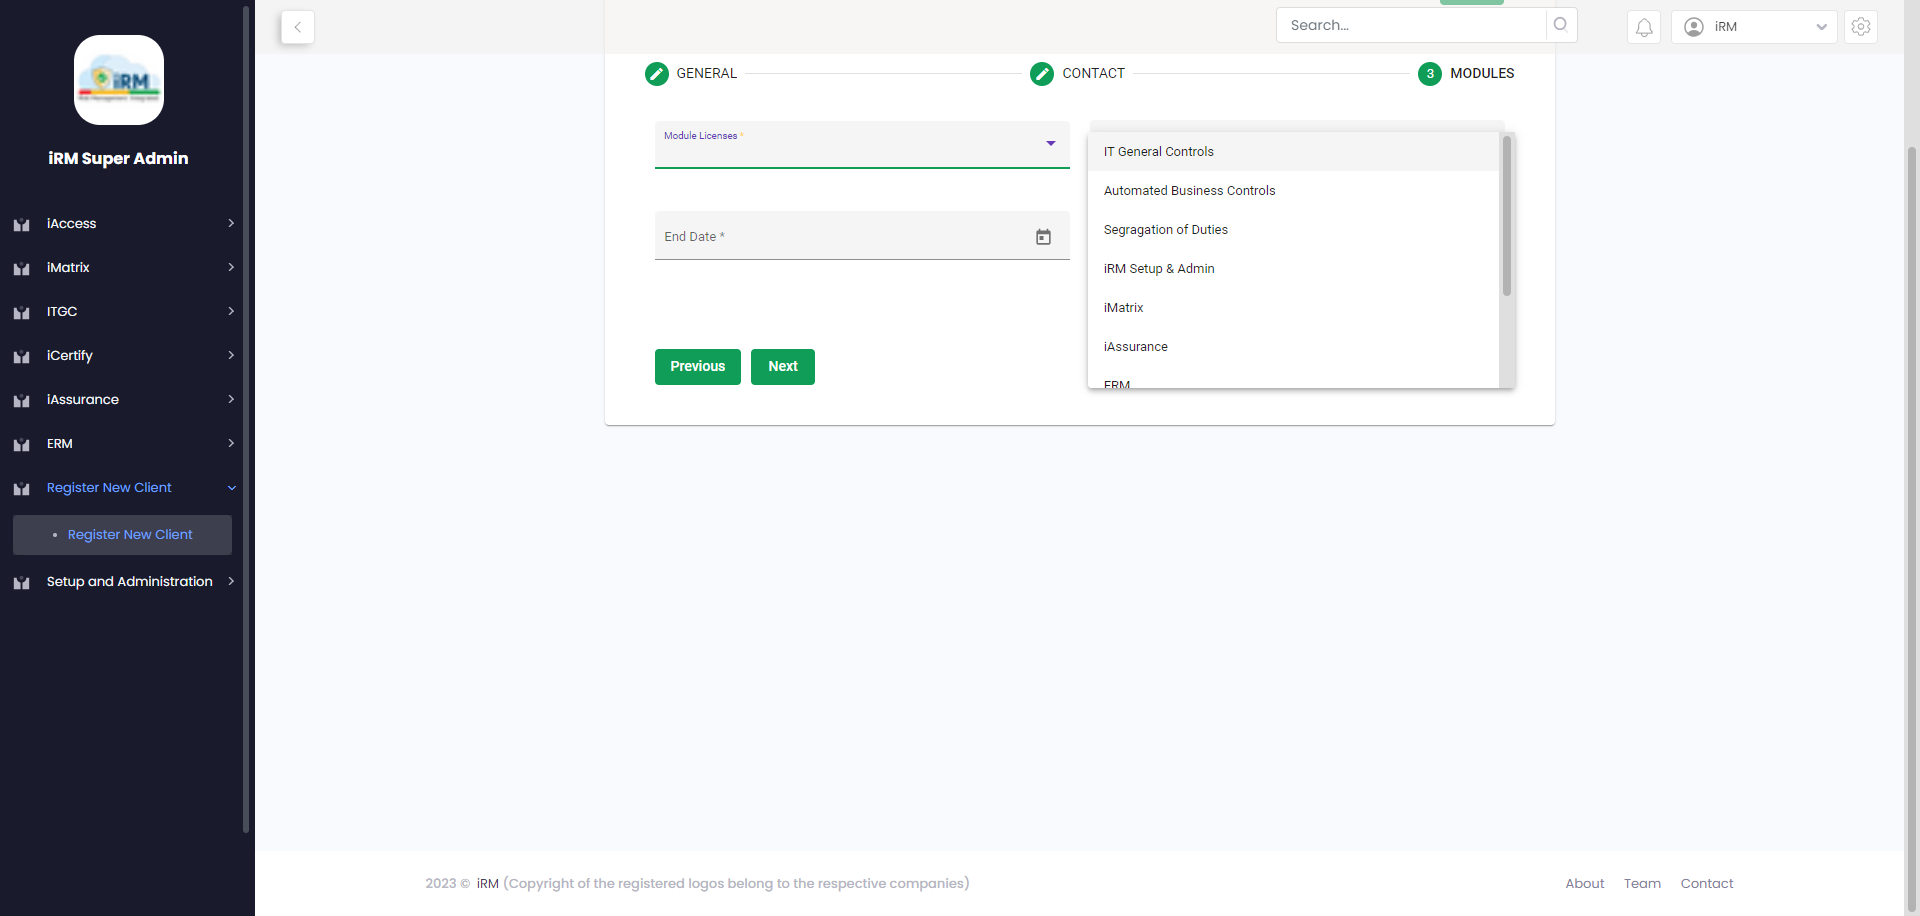 iRM
iRM Super Admin
iAccess
iMatrix
ITGC
iCertify
iAssurance
ERM
Register New Client
Register New Client
Setup and Administration
Search...
iRM
GENERAL
CONTACT
3 MODULES
Module Licenses *
End Date *
IT General Controls
Automated Business Controls
Segragation of Duties
iRM Setup & Admin
iMatrix
iAssurance
ERM
Previous
Next
2023 © iRM (Copyright of the registered logos belong to the respective companies)
About Team Contact